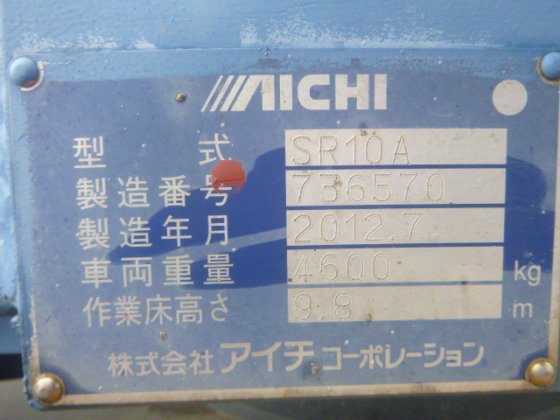 AICHI
型式 SR10A
製造番号 736570
製造年月 2012.7
車両重量 4600 kg
作業床高さ 9.8 m
株式会社 アイチ コーポレーション